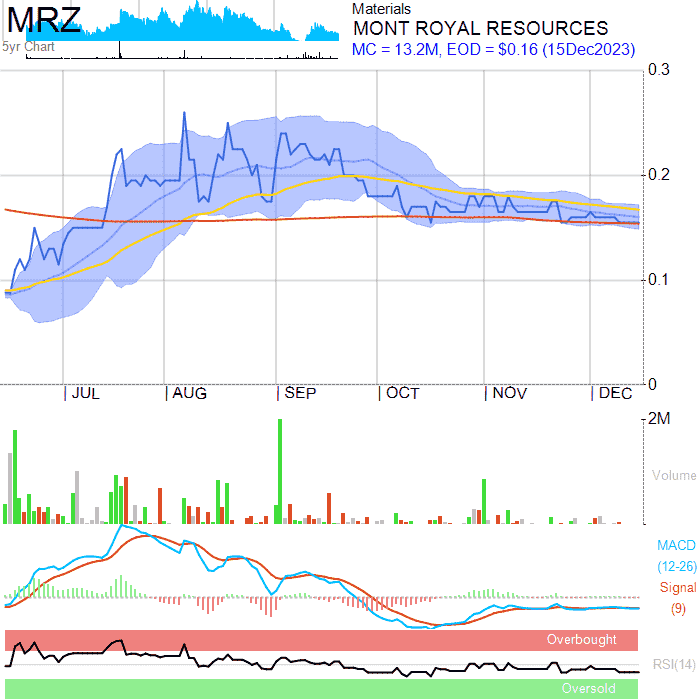 MRZ
5yr Chart
Materials
MONT ROYAL RESOURCES
MC = 13.2M, EOD = $0.16 (15Dec2023)
0.3
0.2
0.1
0
JUL AUG SEP OCT NOV DEC
2M
Volume
MACD
(12-26)
Signal
(9)
Overbought
RSI(14)
Oversold